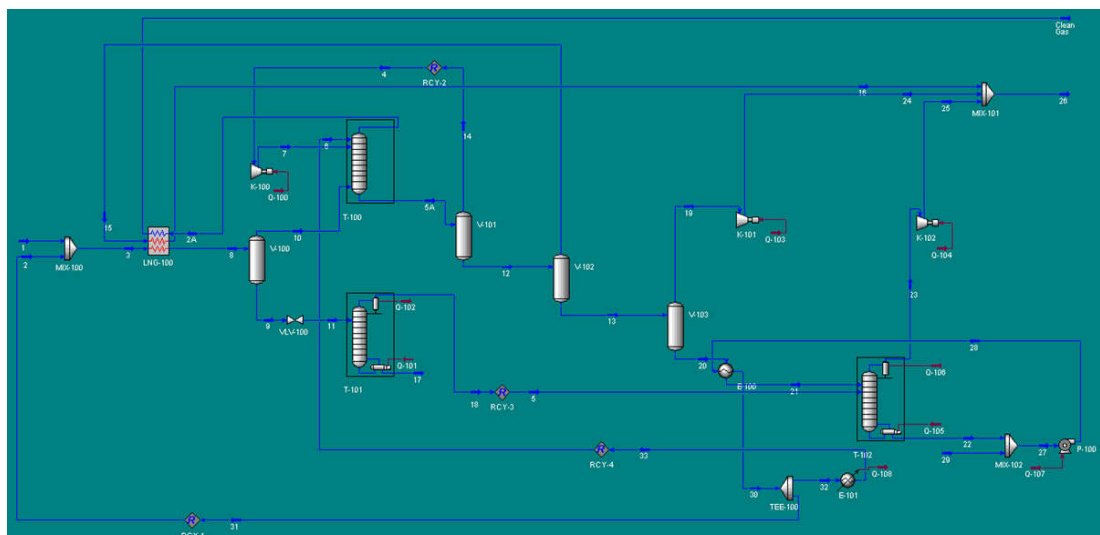 Clean
Gas
4
RCY-2
16
24
25
MIX-101
26
14
6
7
K-100
Q-100
T-100
5A
V-101
15
10
19
K-101
Q-103
K-102
Q-104
1
2
MIX-100
3
LNG-100
2A
8
V-100
12
V-102
23
9
VLV-100
11
Q-102
13
V-103
28
Q-101
T-101
17
20
E-100
21
Q-106
18
RCY-3
5
Q-105
T-102
22
29
MIX-102
27
P-100
Q-107
RCY-4
33
30
TEE-100
32
E-101
Q-108
31